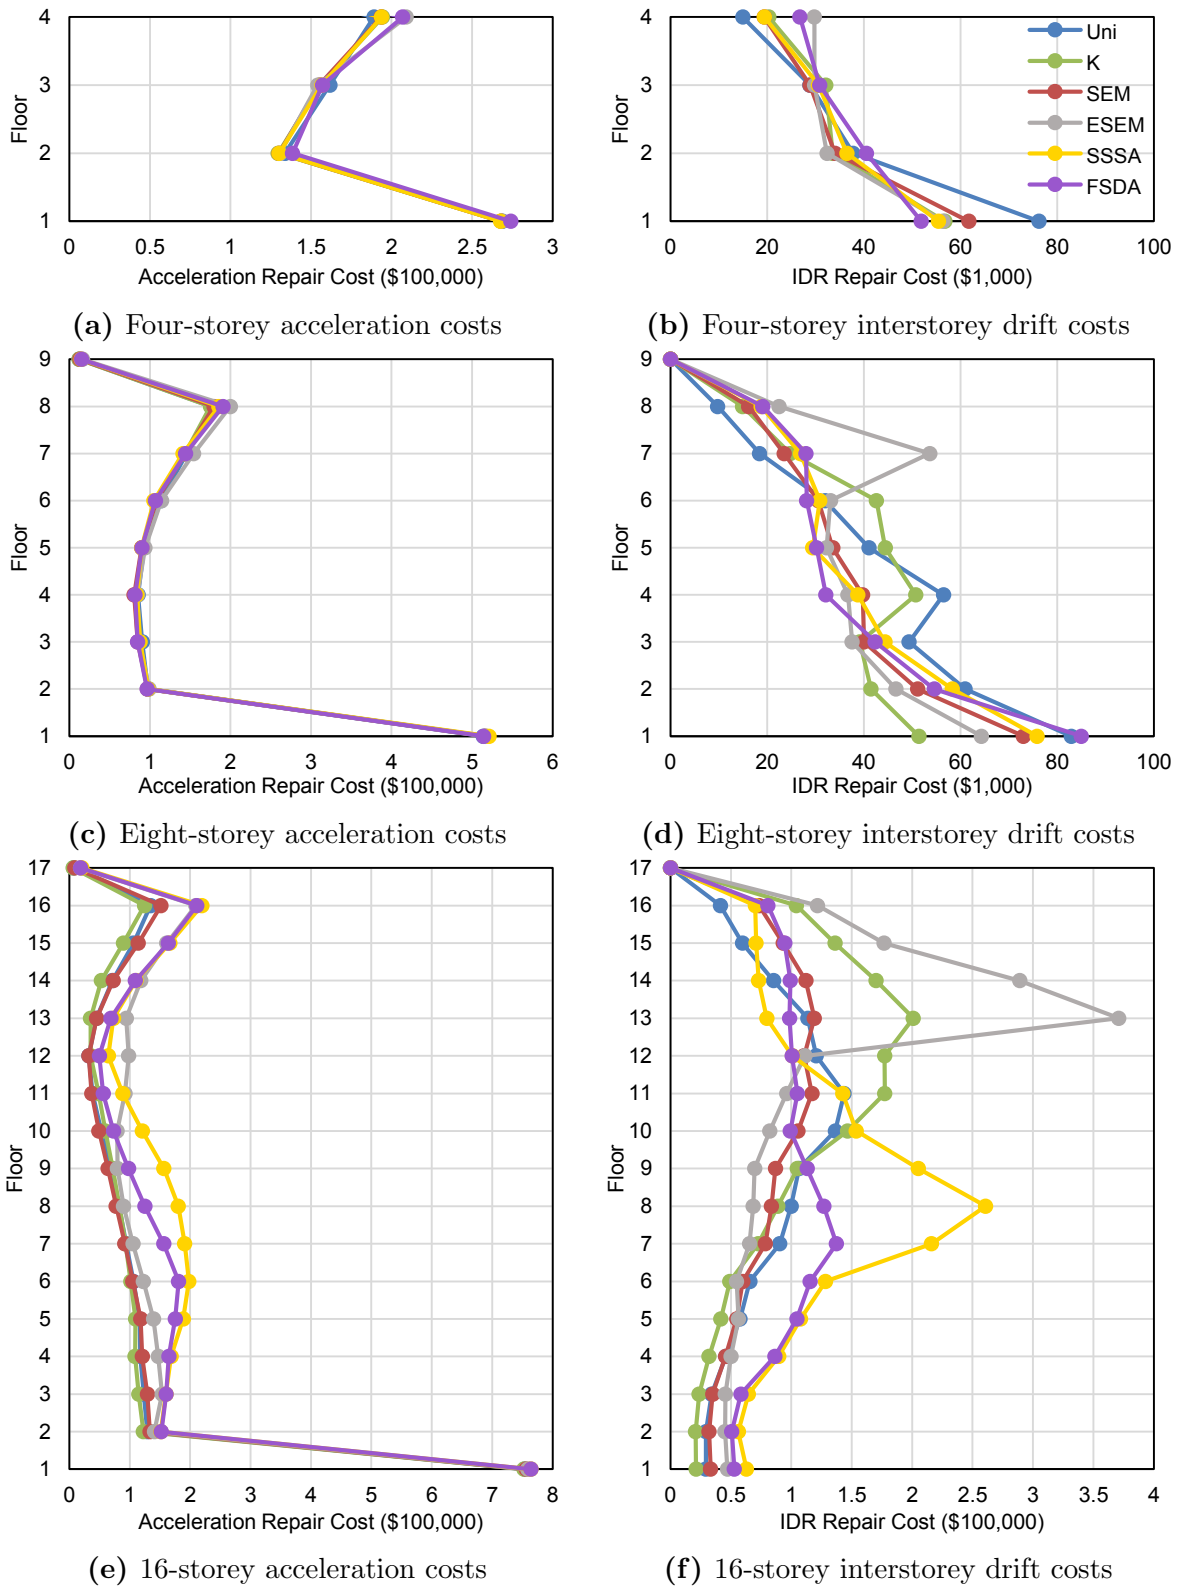 4
3
2
1
Floor
0 0.5 1 1.5 2 2.5 3
Acceleration Repair Cost ($100,000)
(a) Four-storey acceleration costs
4
3
2
1
Floor
0 20 40 60 80 100
IDR Repair Cost ($1,000)
Uni
K
SEM
ESEM
SSSA
FSDA
(b) Four-storey interstorey drift costs
9
8
7
6
5
4
3
2
1
Floor
0 1 2 3 4 5 6
Acceleration Repair Cost ($100,000)
(c) Eight-storey acceleration costs
9
8
7
6
5
4
3
2
1
Floor
0 20 40 60 80 100
IDR Repair Cost ($1,000)
(d) Eight-storey interstorey drift costs
17
16
15
14
13
12
11
10
9
8
7
6
5
4
3
2
1
Floor
0 1 2 3 4 5 6 7 8
Acceleration Repair Cost ($100,000)
(e) 16-storey acceleration costs
17
16
15
14
13
12
11
10
9
8
7
6
5
4
3
2
1
Floor
0 0.5 1 1.5 2 2.5 3 3.5 4
IDR Repair Cost ($100,000)
(f) 16-storey interstorey drift costs